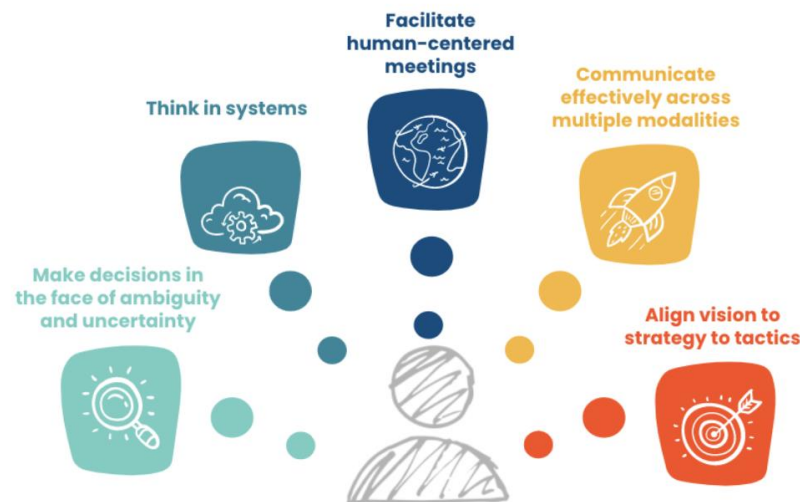 Facilitate
human-centered
meetings
Communicate
effectively across
multiple modalities
Think in systems
Make decisions in
the face of ambiguity
and uncertainty
Align vision to
strategy to tactics